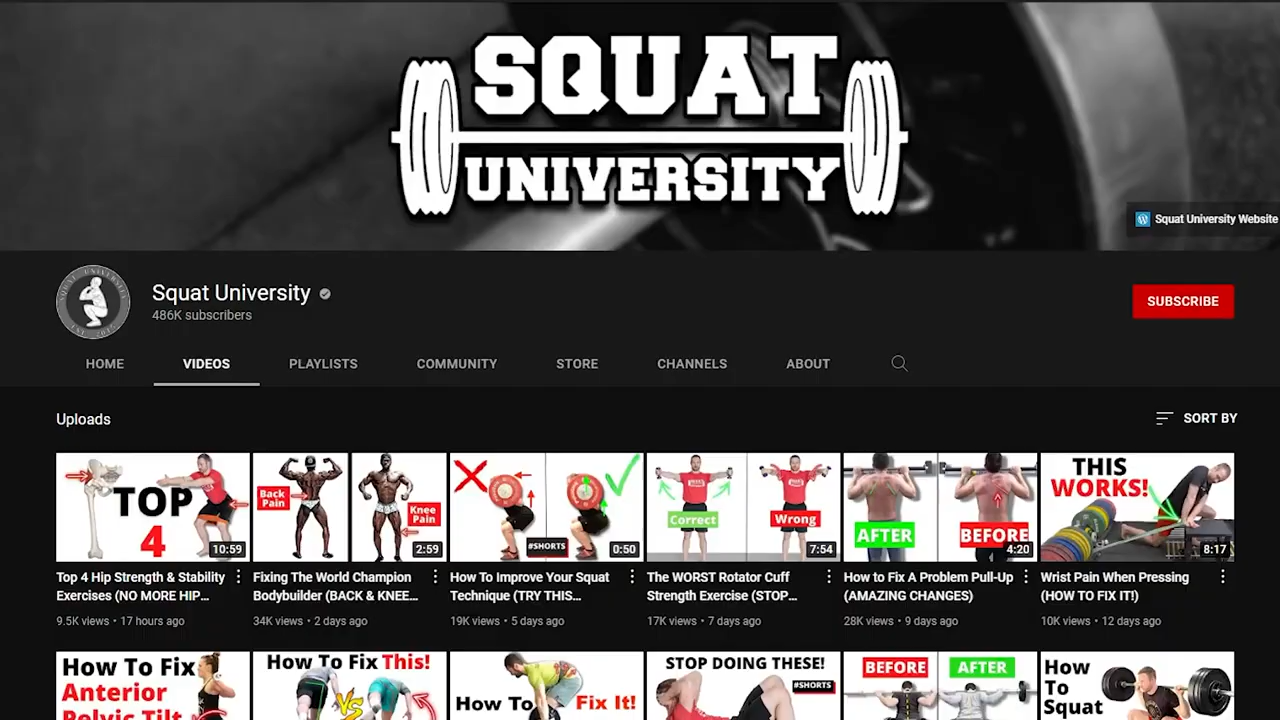 SQUAT
UNIVERSITY
Squat University Website
Squat University
486K subscribers
SUBSCRIBE
HOME
VIDEOS
PLAYLISTS
COMMUNITY
STORE
CHANNELS
ABOUT
Uploads
SORT BY
TOP
4
10:59
Back
Pain
Knee
Pain
2:59
#SHORTS
0:50
Correct
Wrong
7:54
AFTER
BEFORE
4:20
THIS
WORKS!
8:17
Top 4 Hip Strength & Stability
Exercises (NO MORE HIP...
9.5K views • 17 hours ago
Fixing The World Champion
Bodybuilder (BACK & KNEE...
34K views • 2 days ago
How To Improve Your Squat
Technique (TRY THIS...
19K views • 5 days ago
The WORST Rotator Cuff
Strength Exercise (STOP...
17K views • 7 days ago
How to Fix A Problem Pull-Up
(AMAZING CHANGES)
28K views • 9 days ago
Wrist Pain When Pressing
(HOW TO FIX IT!)
10K views • 12 days ago
How To Fix
Anterior
Pelvic Tilt
How To Fix This!
VS
How To Fix It!
STOP DOING THESE!
#SHORTS
BEFORE
AFTER
How
To
Squat